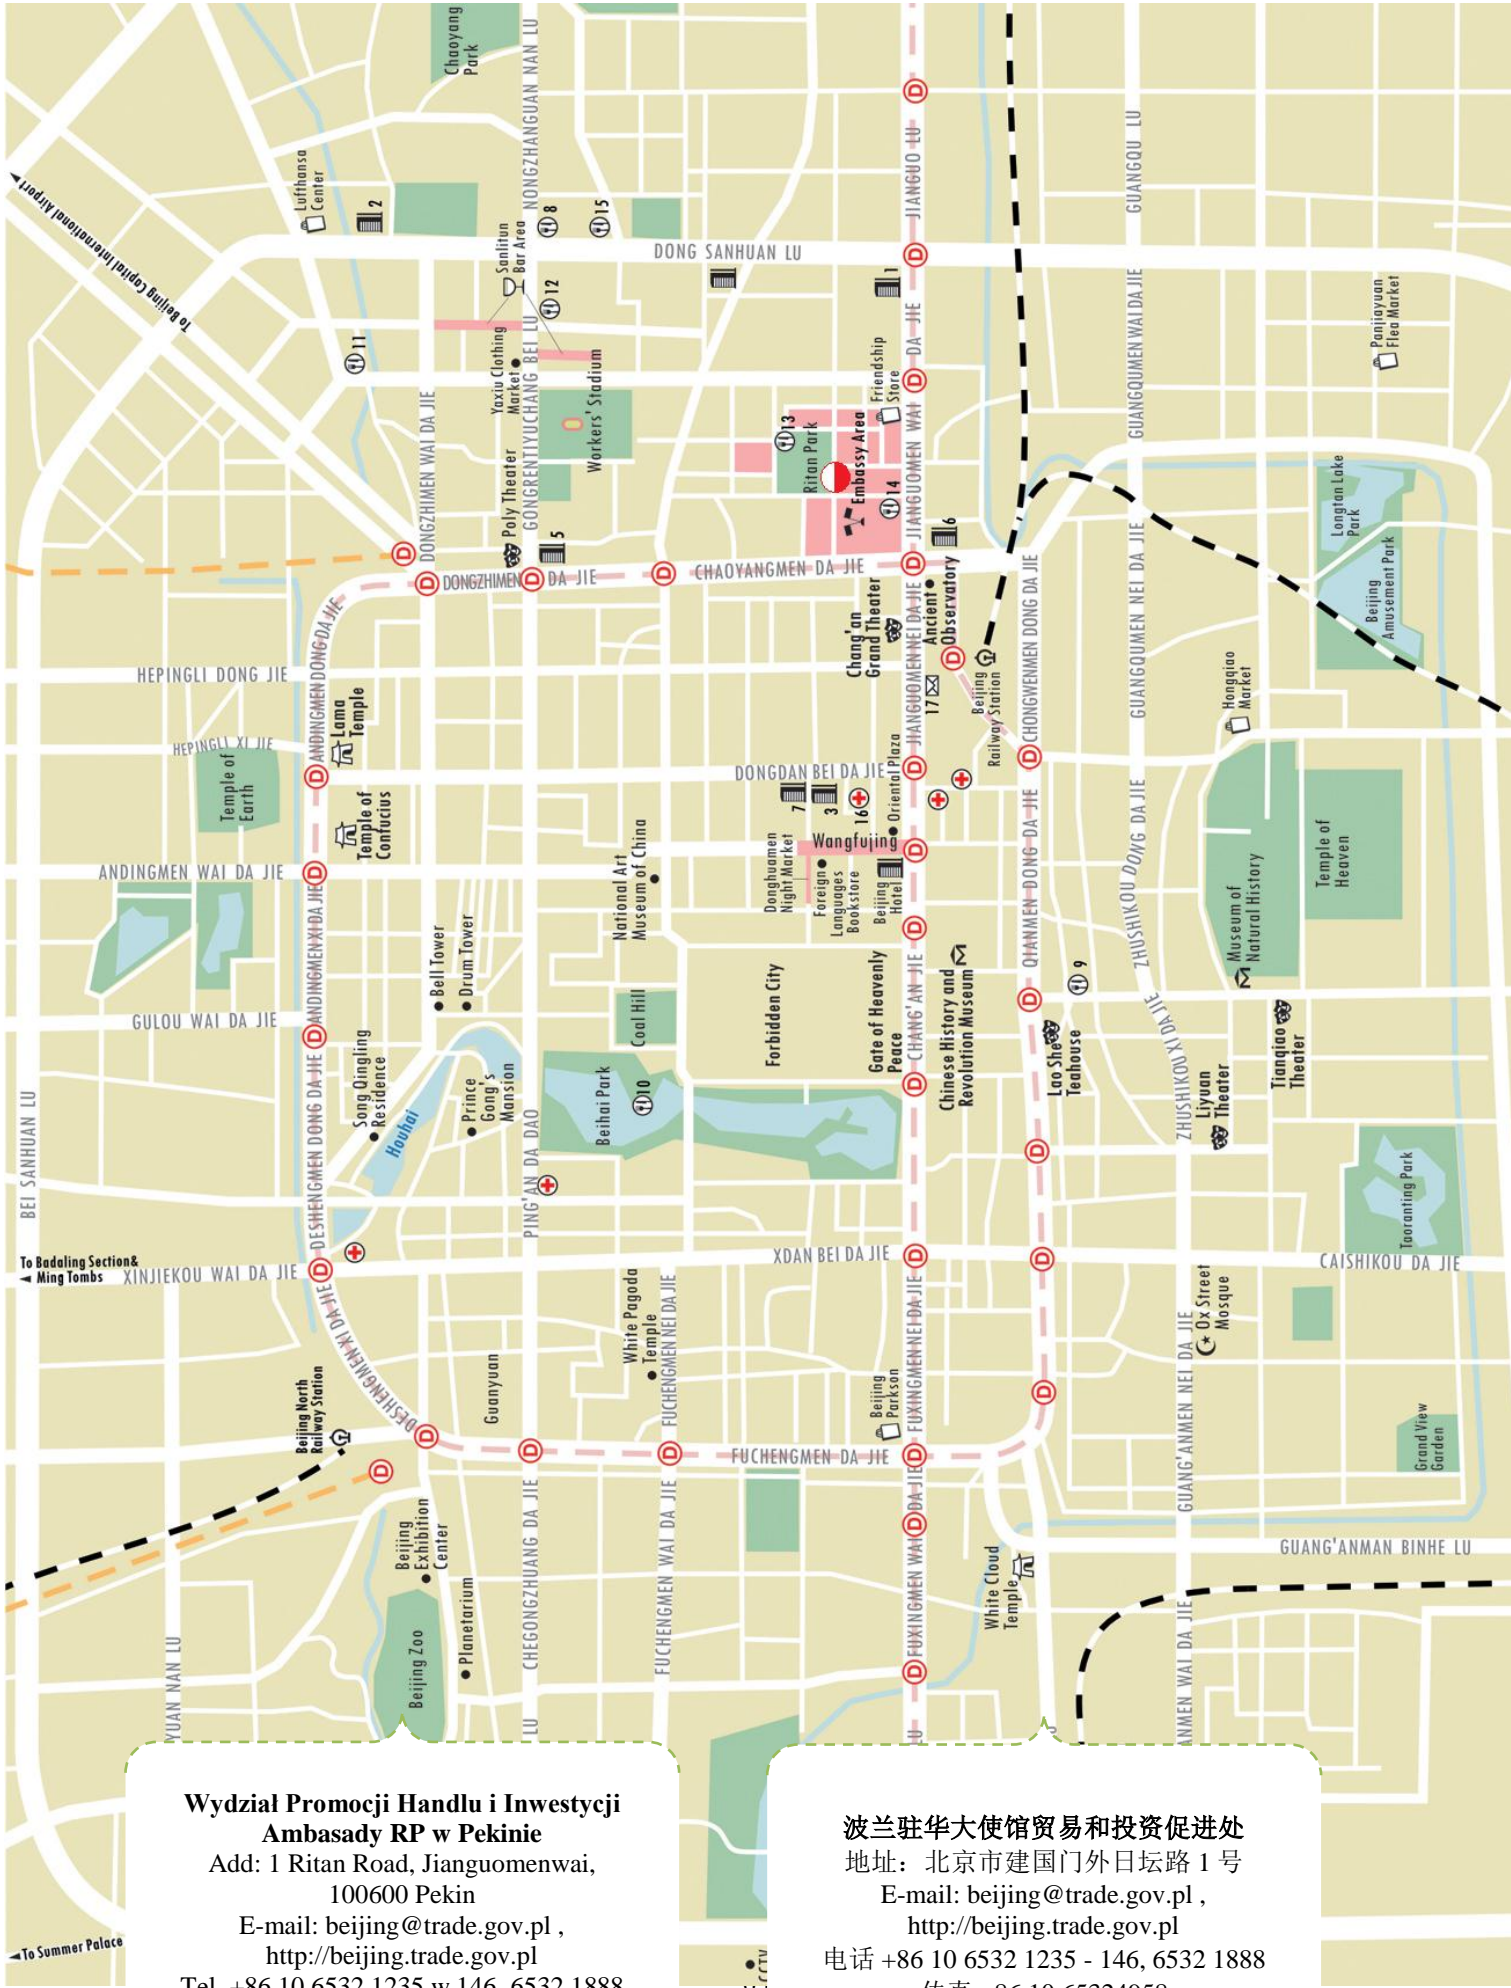 Chaoyang
Park
NONGZHANGUAN NAN LU
JIANGUO LU
GUANGQU LU
To Beijing Capital International Airport
Lufthansa
Center
2
8
15
Sanlitun
Bar Area
12
DONG SANHUAN LU
1
11
Yaxiu Clothing
Market
GONGRENTIYUCHANG BEI LU
Workers' Stadium
DONGZHIMEN WAI DA JIE
Friendship
Store
JIANGUOMEN WAI DA JIE
GUANGQUMEN WAI DA JIE
Panjiayuan
Flea Market
13
Ritan Park
Embassy Area
14
Poly Theater
5
6
Longtan Lake
Park
Beijing
Amusement Park
DONGZHIMEN DA JIE
CHAOYANGMEN DA JIE
Chang'an
Grand Theater
Ancient
Observatory
CHONGWENMEN DONG DA JIE
GUANGQUMEN NEI DA JIE
HEPINGLI DONG JIE
ANDINGMEN DONG DA JIE
HEPINGLI XI JIE
Lama
Temple
JIANGUOMEN NEI DA JIE
17
Beijing
Railway Station
Hongqiao
Market
Temple of
Earth
Temple of
Confucius
DONGDAN BEI DA JIE
7
3
16
Oriental Plaza
Wangfujing
National Art
Museum of China
Donghuamen
Night Market
Foreign
Languages
Bookstore
Beijing
Hotel
QIANMEN DONG DA JIE
ZHUSHIKOU DONG DA JIE
Temple of
Heaven
Museum of
Natural History
ANDINGMEN WAI DA JIE
ANDINGMEN XI DA JIE
Bell Tower
Drum Tower
GULOU WAI DA JIE
Coal Hill
Forbidden City
Gate of Heavenly
Peace
CHANG'AN JIE
Chinese History and
Revolution Museum
9
Lao She
Teahouse
ZHUSHIKOU XI DA JIE
Tianqiao
Theater
Liyuan
Theater
DESHENGMEN DONG DA JIE
Song Qingling
Residence
Houhai
Prince
Gong's
Mansion
Beihai Park
10
PING'AN DA DAO
BEI SANHUAN LU
To Badaling Section&
Ming Tombs
XINJIEKOU WAI DA JIE
XDAN BEI DA JIE
Taoranting Park
CAISHIKOU DA JIE
Ox Street
Mosque
DESHENGMEN XI DA JIE
White Pagoda
Temple
FUCHENGMEN NEI DA JIE
FUXINGMEN NEI DA JIE
Guanyuan
Beijing North
Railway Station
Beijing
Parkson
GUANG'ANMEN NEI DA JIE
Grand View
Garden
FUCHENGMEN DA JIE
CHEGONGZHUANG DA JIE
FUCHENGMEN WAI DA JIE
FUXINGMEN WAI DA JIE
GUANG'ANMAN BINHE LU
Beijing
Exhibition
Center
Planetarium
Beijing Zoo
White Cloud
Temple
YUAN NAN LU
LU
LU
ANMEN WAI DA JIE
To Summer Palace
CCTV
Wydział Promocji Handlu i Inwestycji
Ambasady RP w Pekinie
Add: 1 Ritan Road, Jianguomenwai,
100600 Pekin
E-mail: beijing@trade.gov.pl ,
http://beijing.trade.gov.pl
Tel. +86 10 6532 1235 w 146, 6532 1888
波兰驻华大使馆贸易和投资促进处
地址：北京市建国门外日坛路 1 号
E-mail: beijing@trade.gov.pl ,
http://beijing.trade.gov.pl
电话 +86 10 6532 1235 - 146, 6532 1888